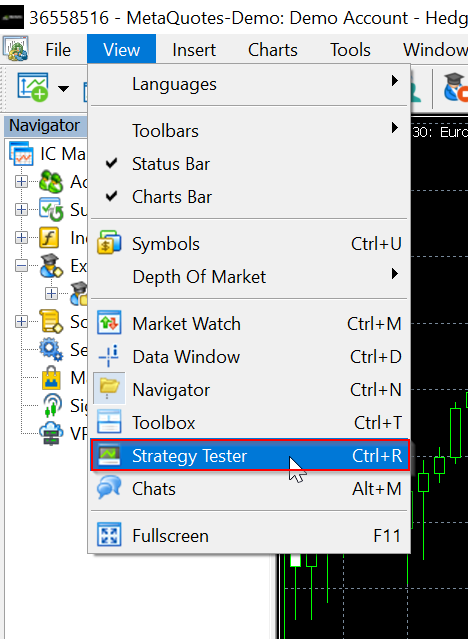 36558516 - MetaQuotes-Demo: Demo Account - Hedg
File View Insert Charts Tools Window
Languages
Navigator
Toolbars
30: Euro
IC Ma
Status Bar
Ac
Charts Bar
Su
Ind
Symbols Ctrl+U
Ex
Depth Of Market
Sc
Market Watch Ctrl+M
Se
Data Window Ctrl+D
M
Navigator Ctrl+N
Sig
Toolbox Ctrl+T
VP
Strategy Tester Ctrl+R
Chats Alt+M
Fullscreen F11